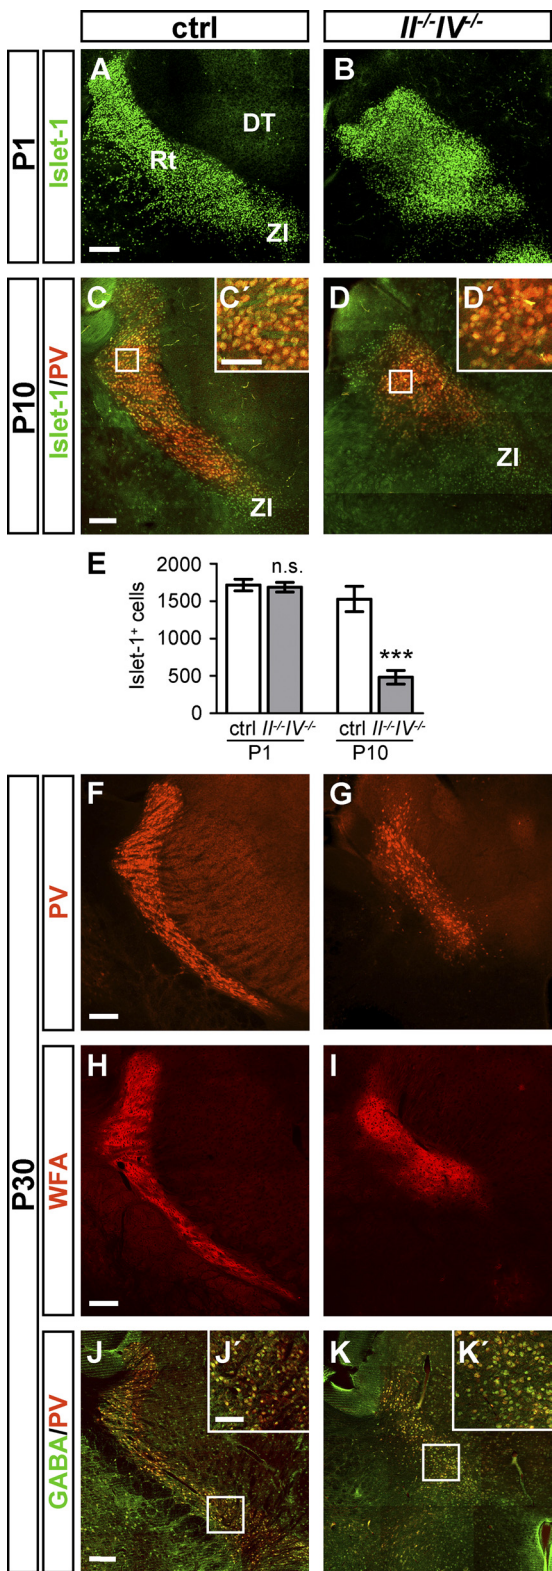 ctrl
II-/-IV-/-
P1
Islet-1
A
DT
Rt
ZI
B
P10
Islet-1/PV
C
C´
ZI
D
D´
ZI
E
Islet-1+ cells
2000
1500
1000
500
0
n.s.
***
ctrl II-/-IV-/-
ctrl II-/-IV-/-
P1
P10
P30
PV
F
G
WFA
H
I
GABA/PV
J
J´
K
K´